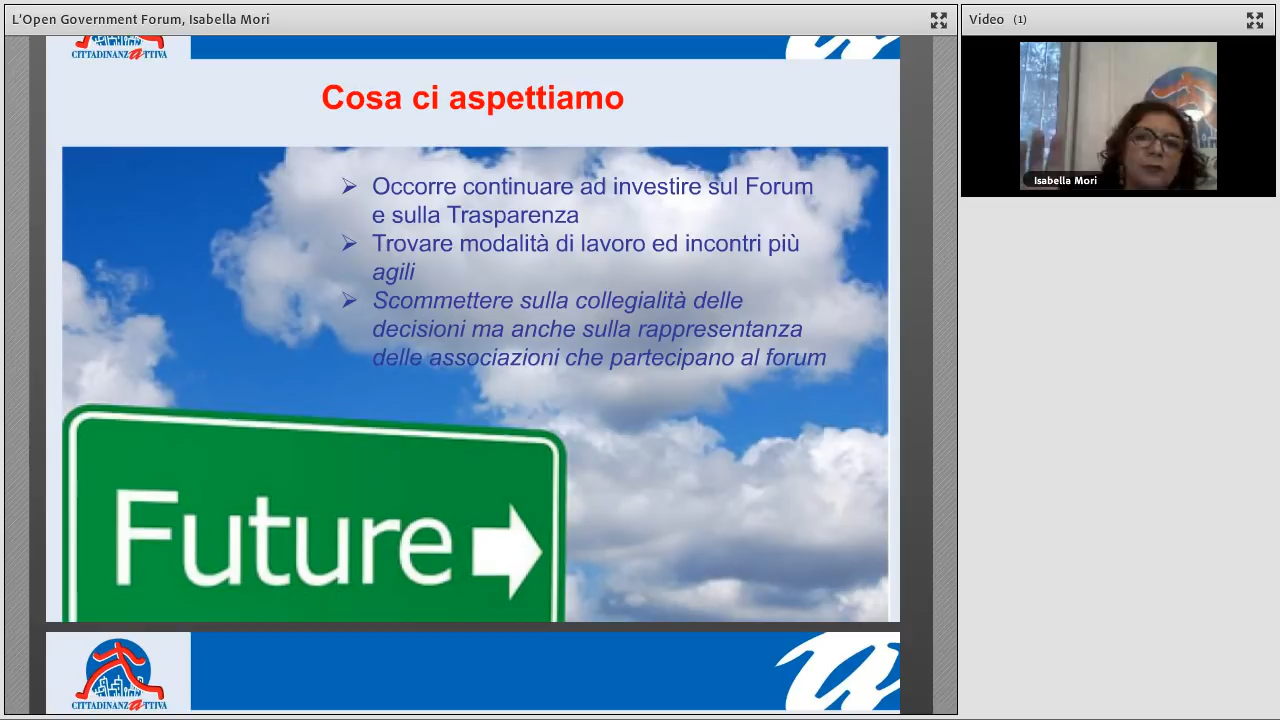 L'Open Government Forum, Isabella Mori
Video (1)
CITTADINANZATTIVA
Cosa ci aspettiamo
Isabella Mori
Occorre continuare ad investire sul Forum
e sulla Trasparenza
Trovare modalità di lavoro ed incontri più
agili
Scommettere sulla collegialità delle
decisioni ma anche sulla rappresentanza
delle associazioni che partecipano al forum
Future
CITTADINANZATTIVA